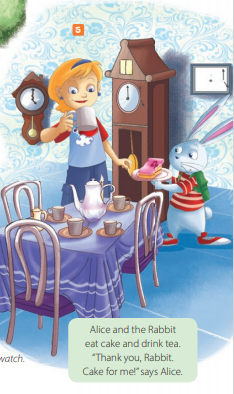 5
watch.
Alice and the Rabbit
eat cake and drink tea.
"Thank you, Rabbit.
Cake for me!" says Alice.